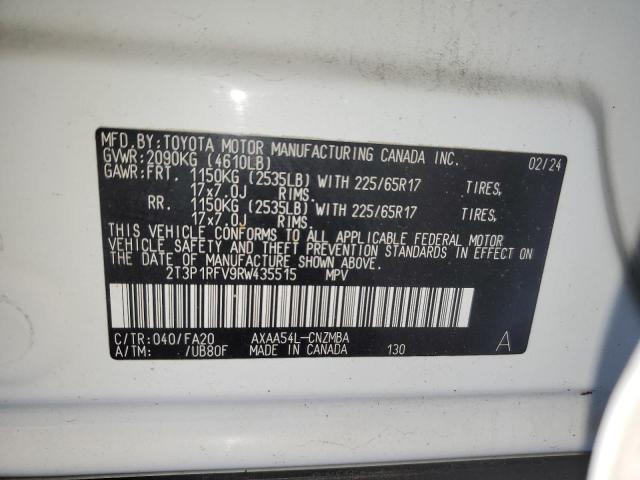 MFD.BY:TOYOTA MOTOR MANUFACTURING CANADA INC.
GVWR:2090KG (4610LB) 02/24
GAWR:FRT. 1150KG (2535LB) WITH 225/65R17 TIRES,
17x7.0J RIMS.
RR. 1150KG (2535LB) WITH 225/65R17 TIRES,
17x7.0J RIMS.
THIS VEHICLE CONFORMS TO ALL APPLICABLE FEDERAL MOTOR
VEHICLE SAFETY AND THEFT PREVENTION STANDARDS IN EFFECT ON
THE DATE OF MANUFACTURE SHOWN ABOVE.
2T3P1RFV9RW435515 MPV
C/TR:040/FA20 AXAA54L-CNZMBA
A/TM: /UB80F MADE IN CANADA 130 A